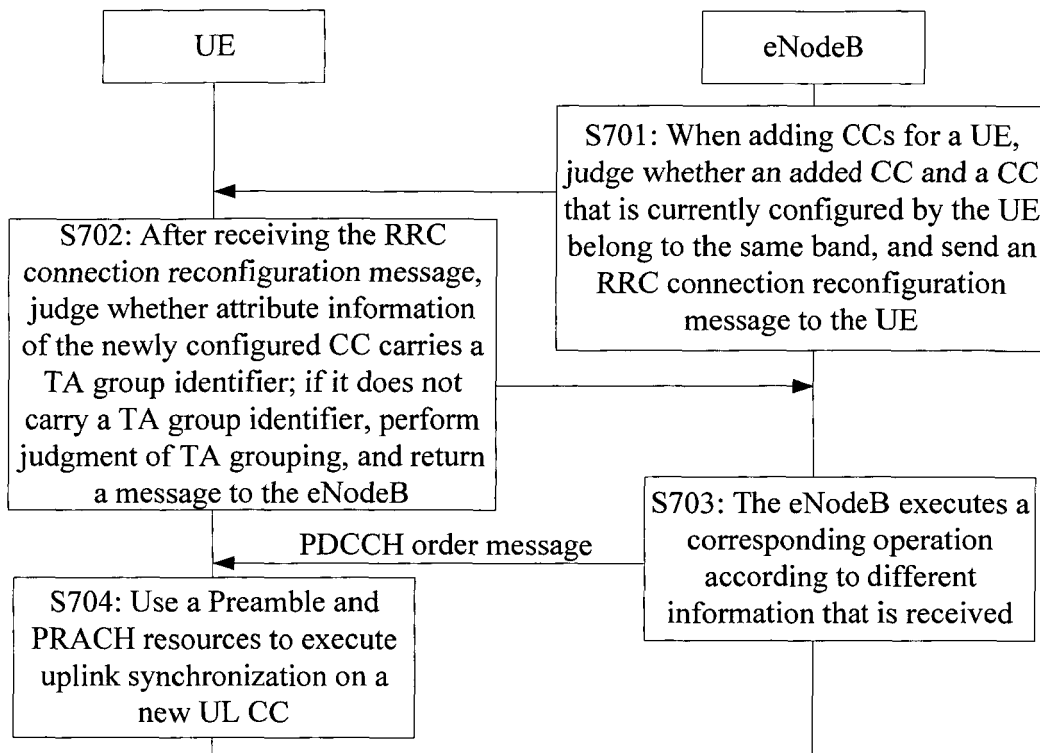 UE
eNodeB
S701: When adding CCs for a UE,
judge whether an added CC and a CC
that is currently configured by the UE
belong to the same band, and send an
RRC connection reconfiguration
message to the UE
S702: After receiving the RRC
connection reconfiguration message,
judge whether attribute information
of the newly configured CC carries a
TA group identifier; if it does not
carry a TA group identifier, perform
judgment of TA grouping, and return
a message to the eNodeB
S703: The eNodeB executes a
corresponding operation
according to different
information that is received
PDCCH order message
S704: Use a Preamble and
PRACH resources to execute
uplink synchronization on a
new UL CC